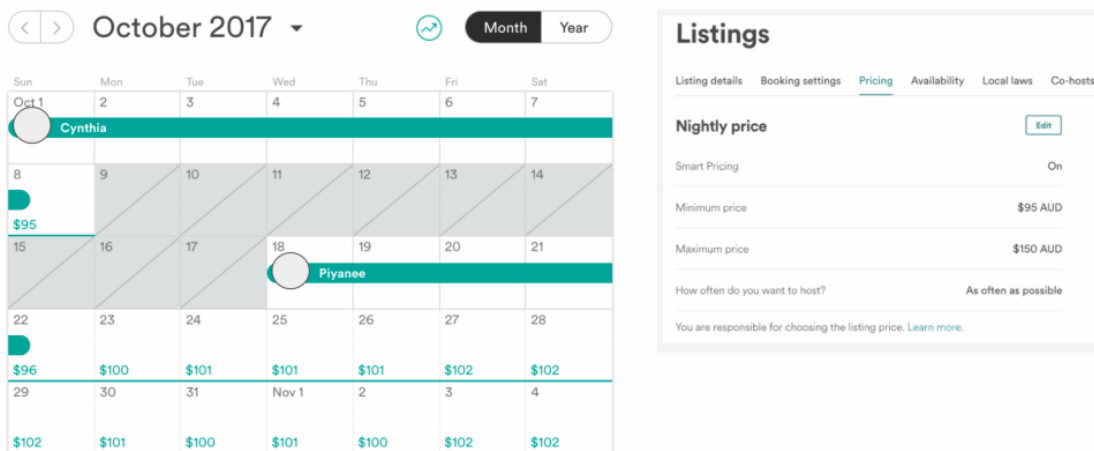 October 2017
Month Year
Sun Mon Tue Wed Thu Fri Sat
Oct 1 2 3 4 5 6 7
Cynthia
8 9 10 11 12 13 14
$95
15 16 17 18 19 20 21
Piyanee
22 23 24 25 26 27 28
$96 $100 $101 $101 $101 $102 $102
29 30 31 Nov 1 2 3 4
$102 $101 $100 $101 $100 $102 $102
Listings
Listing details Booking settings Pricing Availability Local laws Co-hosts
Nightly price Edit
Smart Pricing On
Minimum price $95 AUD
Maximum price $150 AUD
How often do you want to host? As often as possible
You are responsible for choosing the listing price. Learn more.